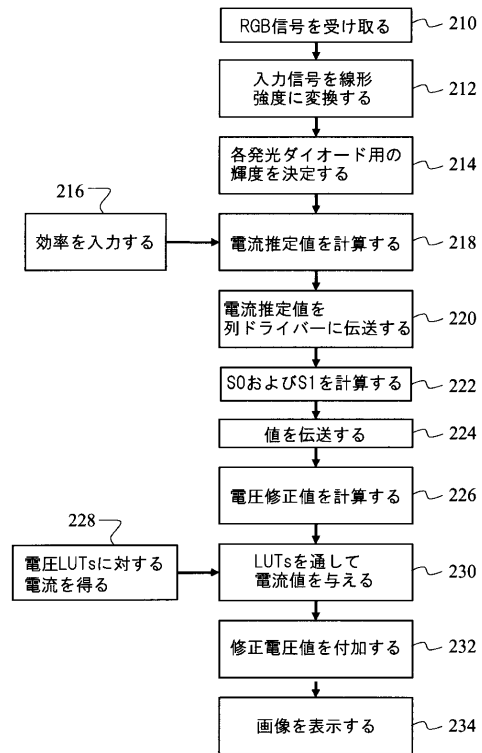 RGB信号を受け取る 210
入力信号を線形
強度に変換する 212
各発光ダイオード用の
輝度を決定する 214
216
効率を入力する
電流推定値を計算する 218
電流推定値を
列ドライバーに伝送する 220
S0およびS1を計算する 222
値を伝送する 224
電圧修正値を計算する 226
228
電圧LUTsに対する
電流を得る
LUTsを通して
電流値を与える 230
修正電圧値を付加する 232
画像を表示する 234